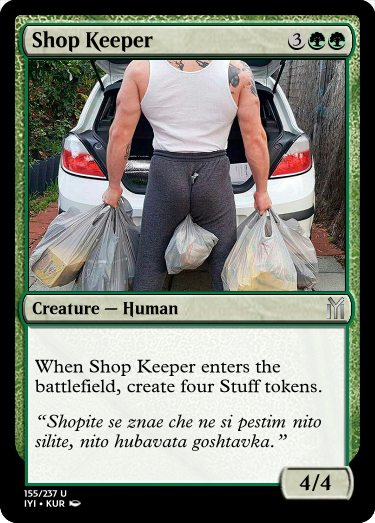 Shop Keeper 3
Creature — Human
When Shop Keeper enters the
battlefield, create four Stuff tokens.
“Shopite se znae che ne si pestim nito
silite, nito hubavata goshtavka.”
4/4
155/237 U
IYI • KUR